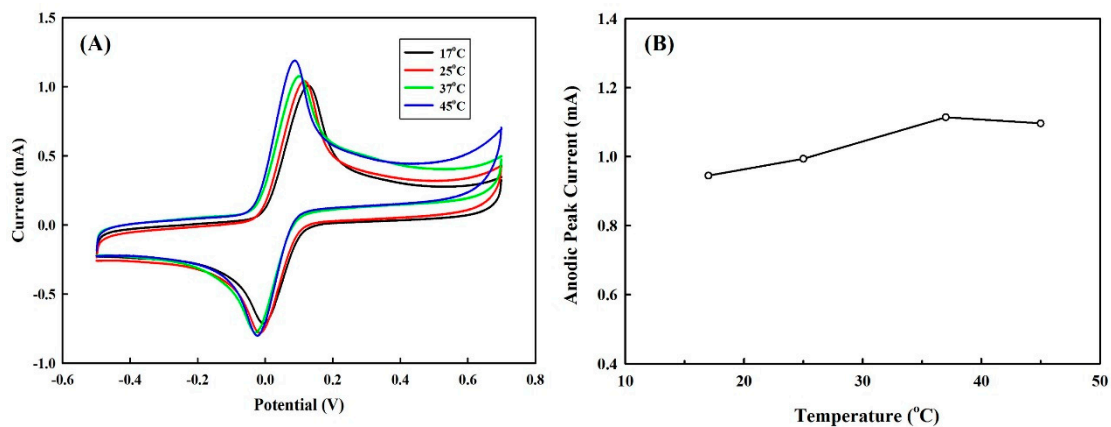 (A)
17°C
25°C
37°C
45°C
1.5
1.0
0.5
0.0
-0.5
-1.0
Current (mA)
-0.6
-0.4
-0.2
0.0
0.2
0.4
0.6
0.8
Potential (V)
(B)
1.4
1.2
1.0
0.8
0.6
0.4
Anodic Peak Current (mA)
10
20
30
40
50
Temperature (°C)